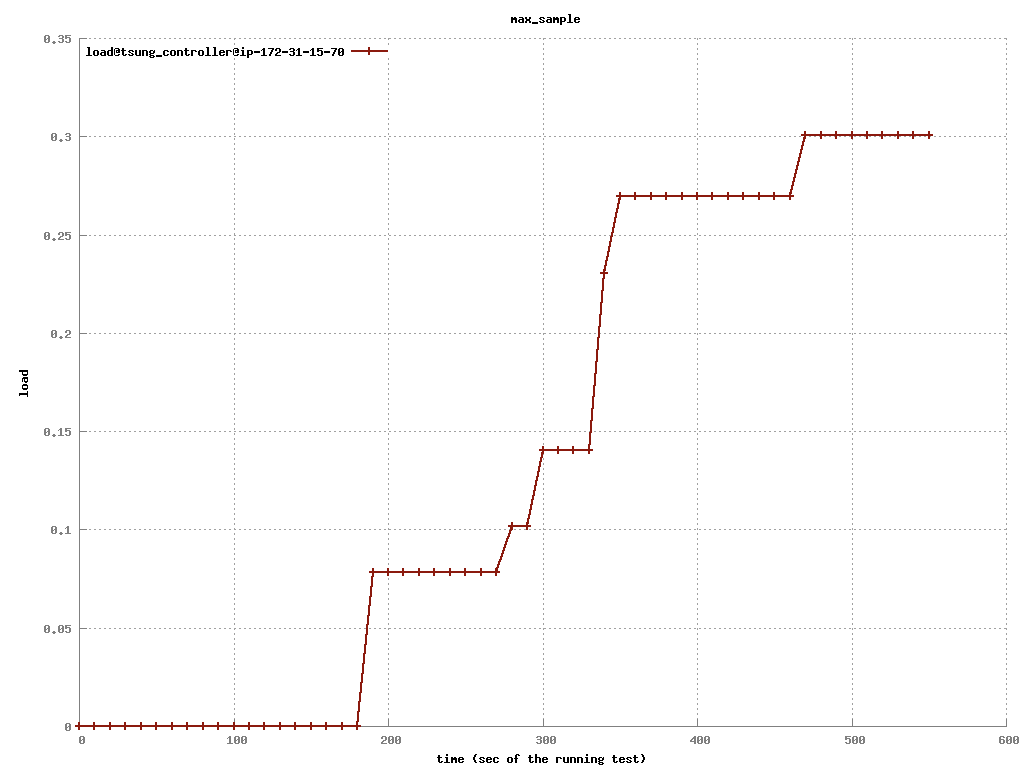 max_sample
0.35
load@tsung_controller@ip-172-31-15-70
0.3
0.25
0.2
load
0.15
0.1
0.05
0
0 100 200 300 400 500 600
time (sec of the running test)